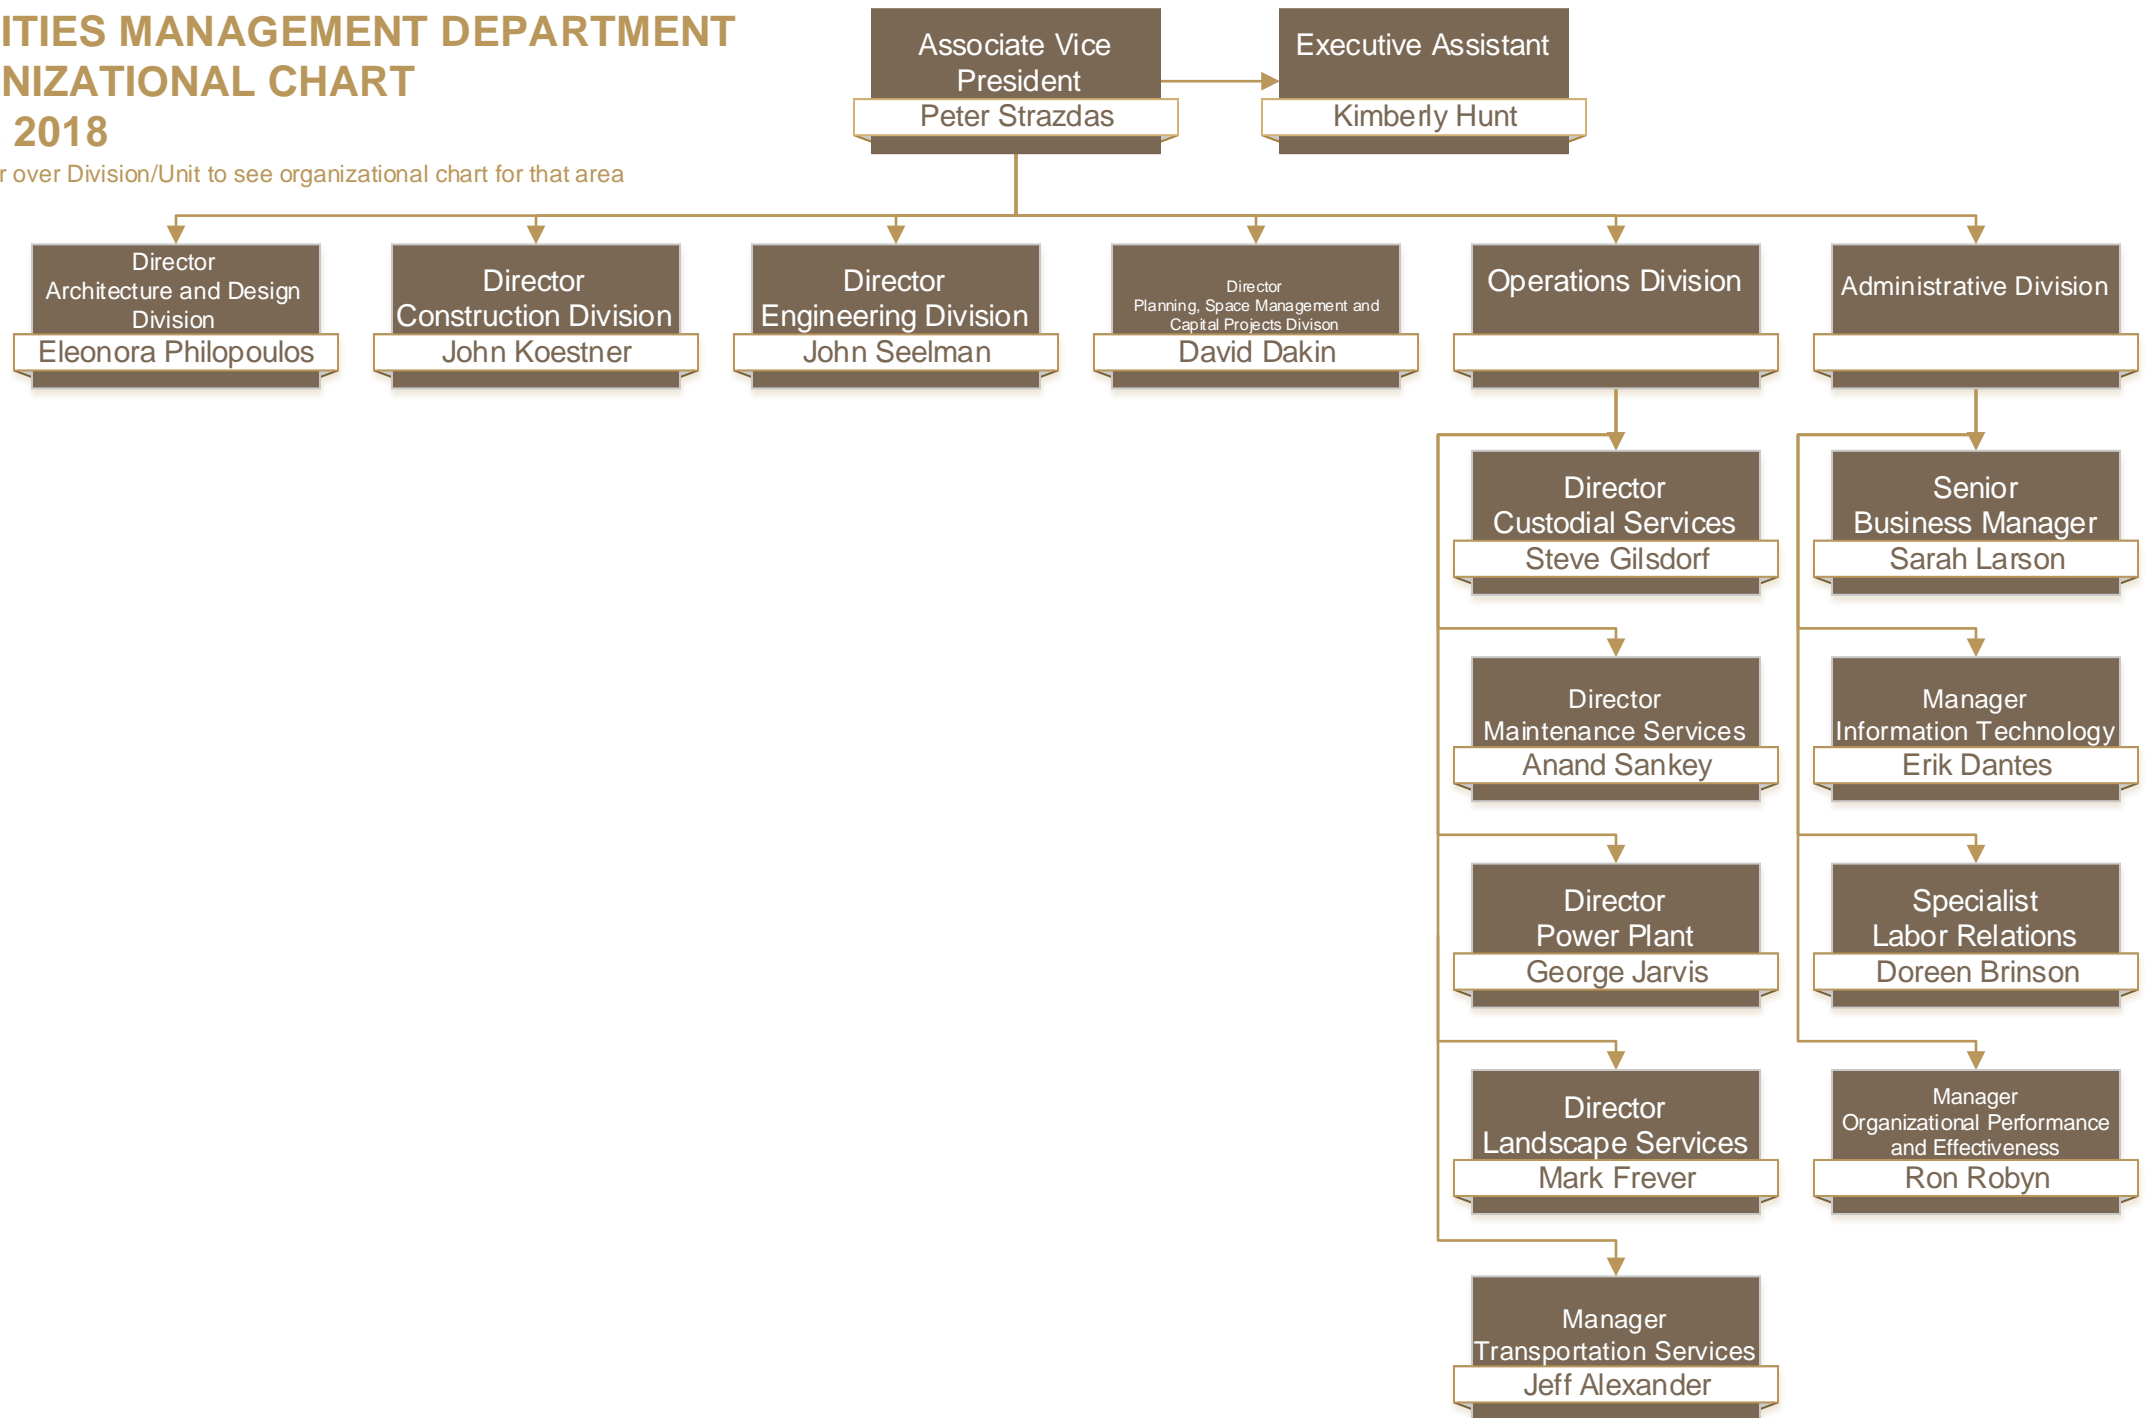 ITIES MANAGEMENT DEPARTMENT
NIZATIONAL CHART
2018
r over Division/Unit to see organizational chart for that area
Associate Vice
President
Peter Strazdas
Executive Assistant
Kimberly Hunt
Director
Architecture and Design
Division
Eleonora Philopoulos
Director
Construction Division
John Koestner
Director
Engineering Division
John Seelman
Director
Planning, Space Management and
Capital Projects Divison
David Dakin
Operations Division
Administrative Division
Director
Custodial Services
Steve Gilsdorf
Senior
Business Manager
Sarah Larson
Director
Maintenance Services
Anand Sankey
Manager
Information Technology
Erik Dantes
Director
Power Plant
George Jarvis
Specialist
Labor Relations
Doreen Brinson
Director
Landscape Services
Mark Frever
Manager
Organizational Performance
and Effectiveness
Ron Robyn
Manager
Transportation Services
Jeff Alexander